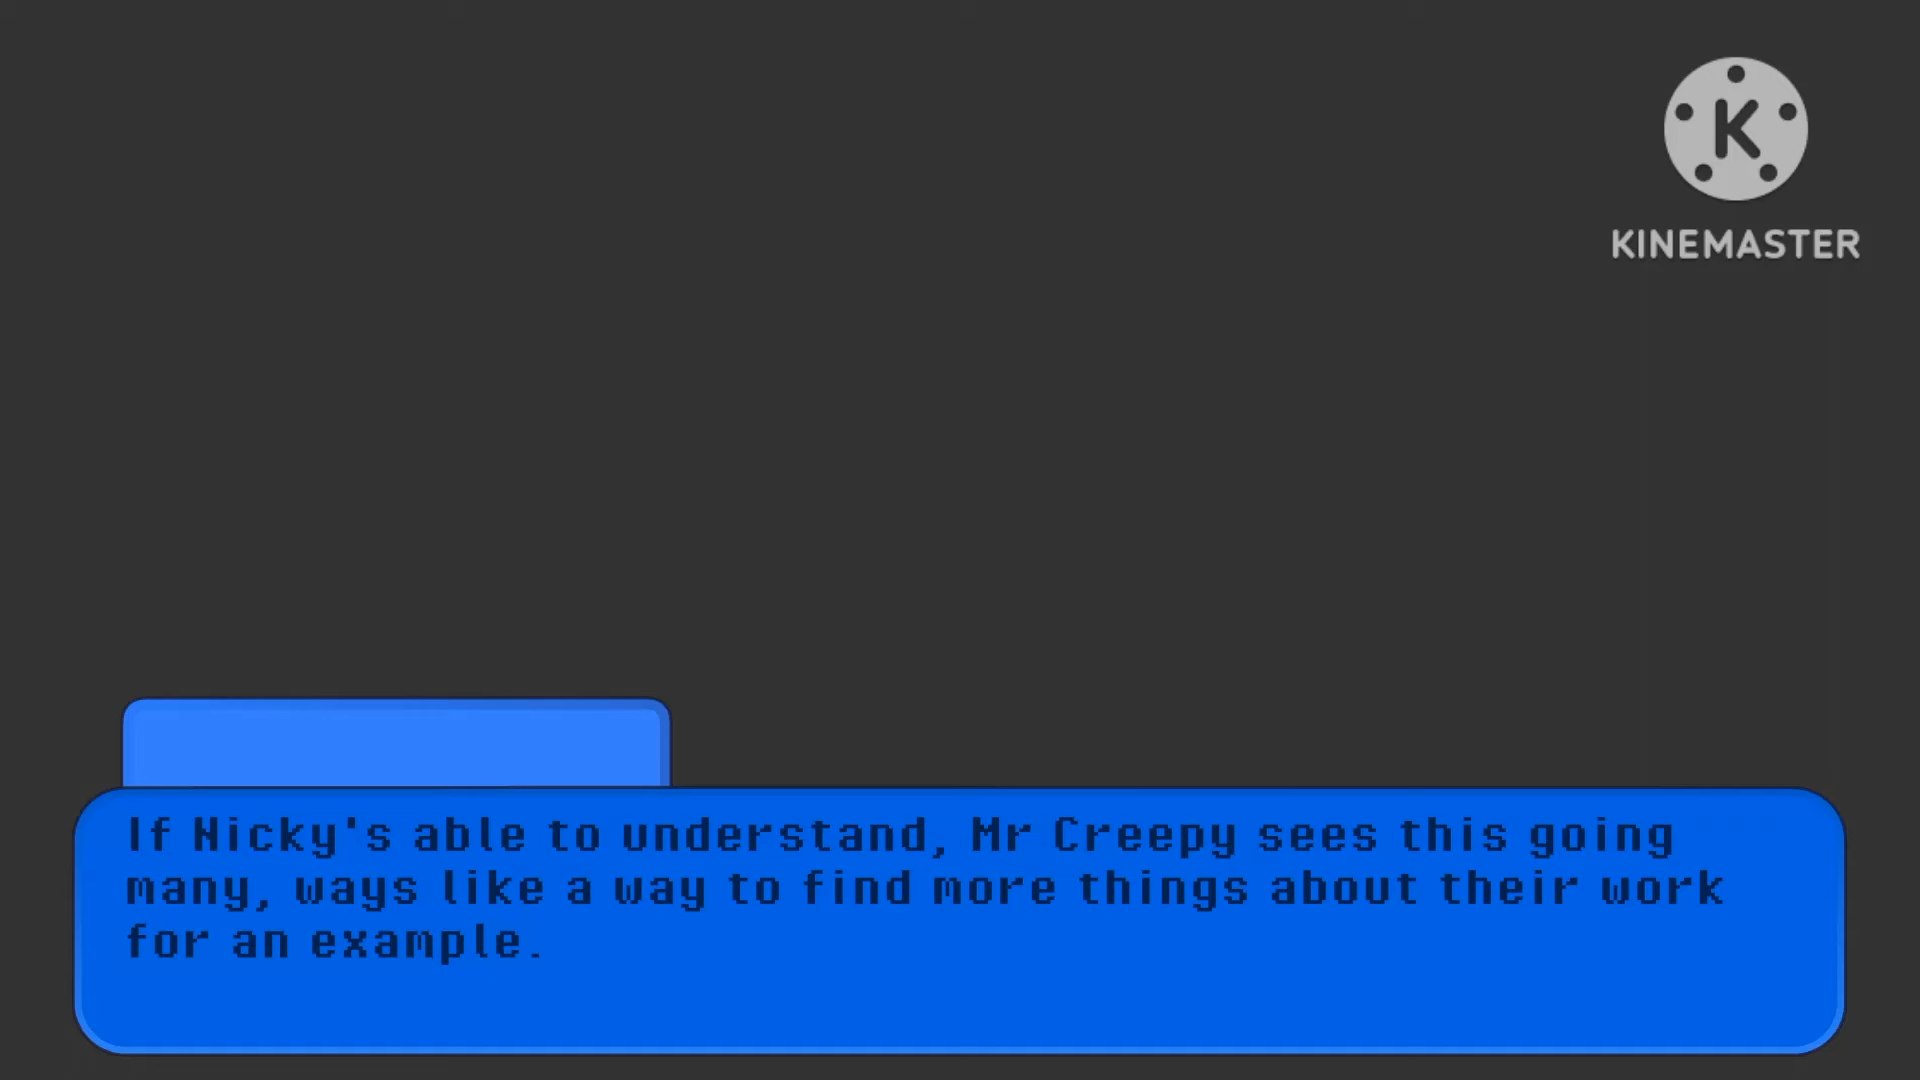 K
KINEMASTER
If Nicky's able to understand, Mr Creepy sees this going
many, ways like a way to find more things about their work
for an example.